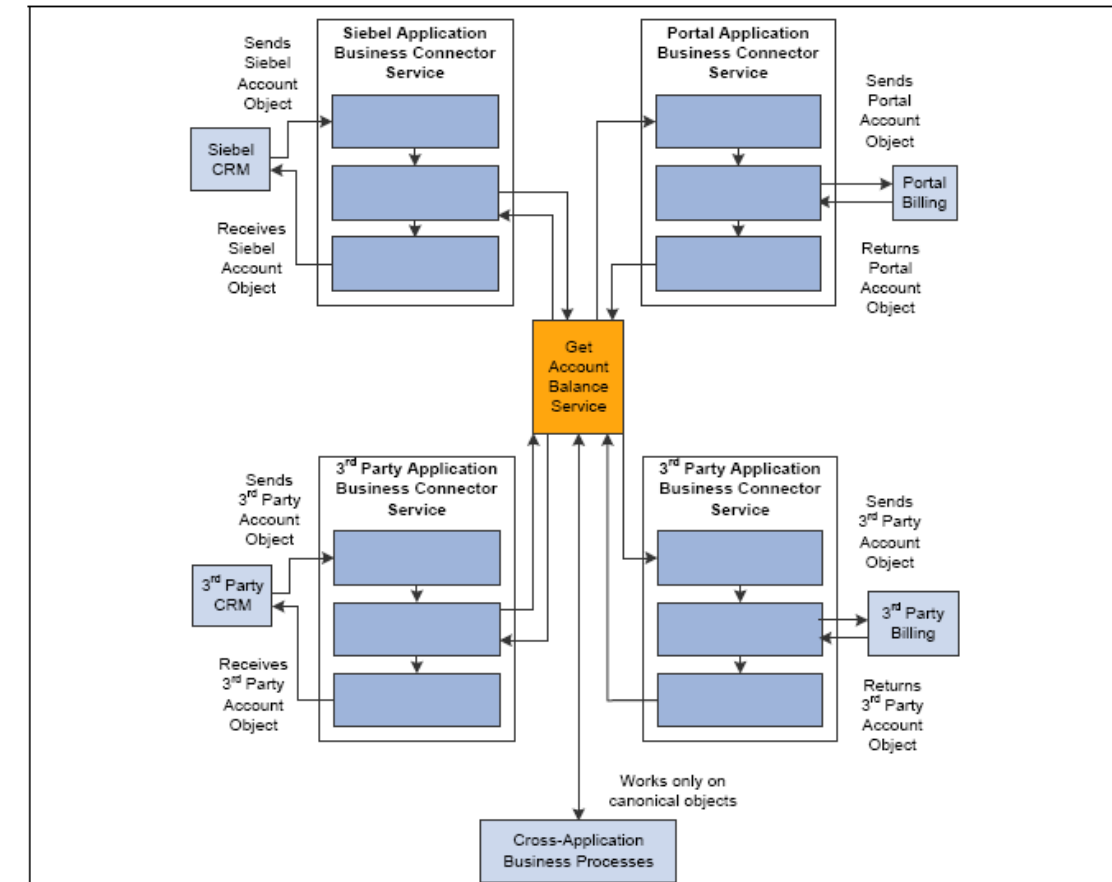 Siebel Application
Business Connector
Service
Portal Application
Business Connector
Service
Sends
Siebel
Account
Object
Sends
Portal
Account
Object
Siebel
CRM
Portal
Billing
Receives
Siebel
Account
Object
Returns
Portal
Account
Object
Get
Account
Balance
Service
3rd Party Application
Business Connector
Service
3rd Party Application
Business Connector
Service
Sends
3rd Party
Account
Object
Sends
3rd Party
Account
Object
3rd Party
CRM
3rd Party
Billing
Receives
3rd Party
Account
Object
Returns
3rd Party
Account
Object
Works only on
canonical objects
Cross-Application
Business Processes